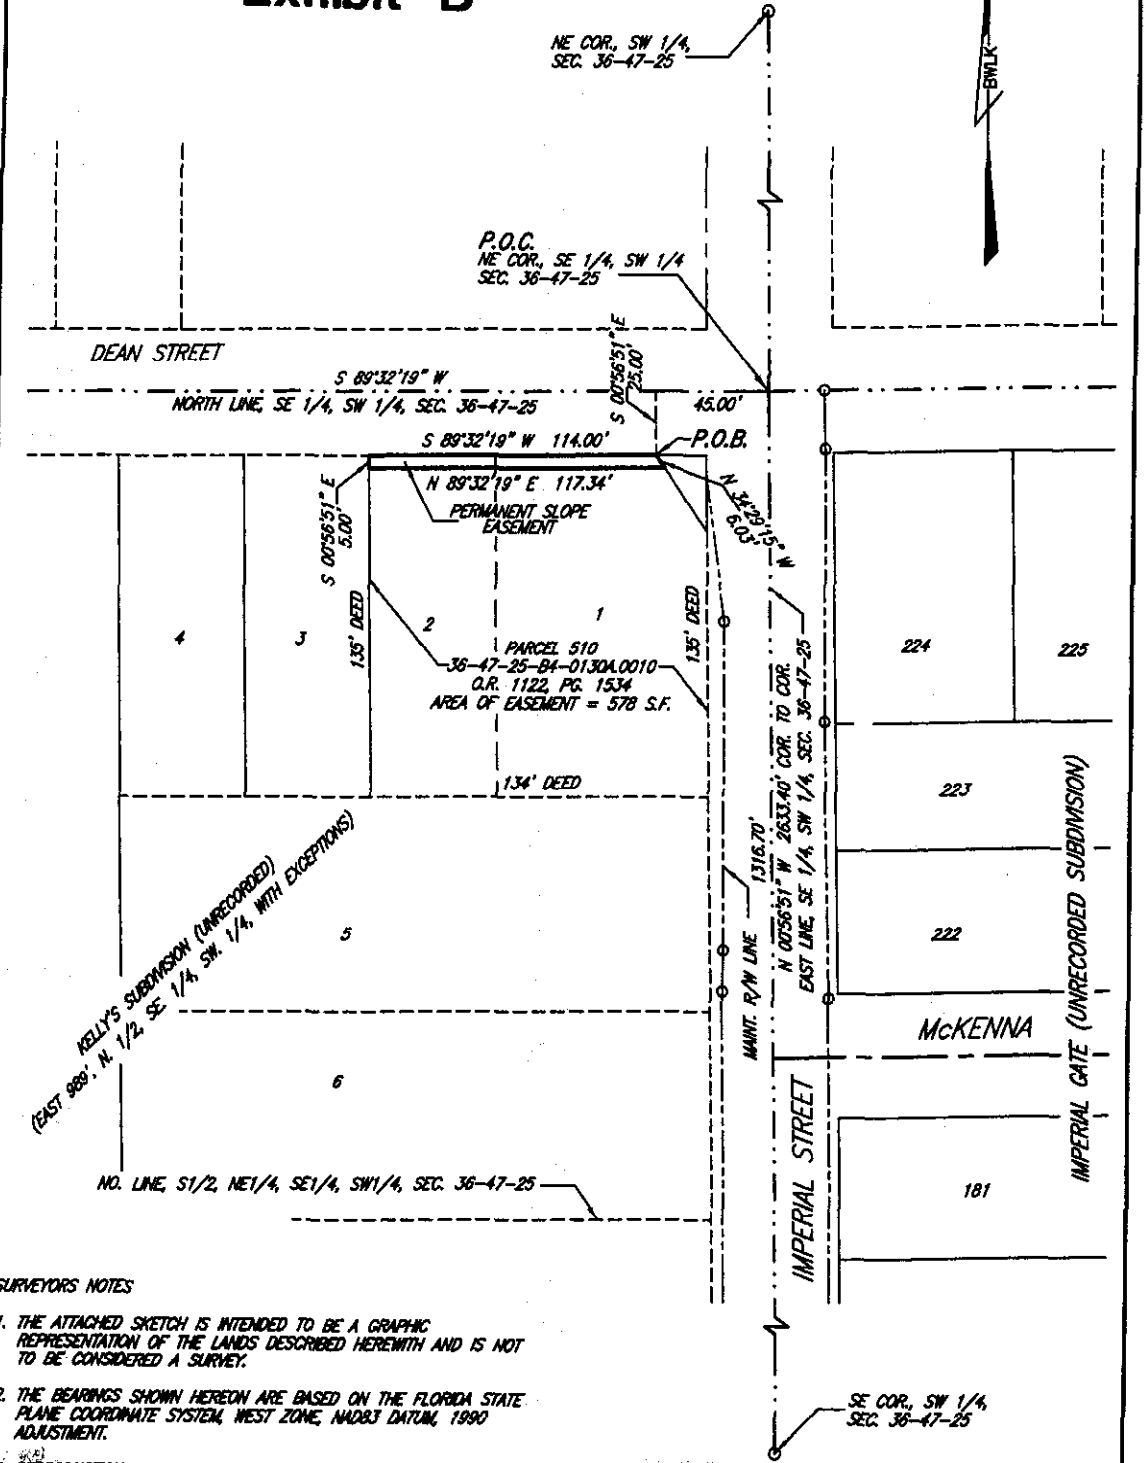 Exhibit "B"
NE COR., SW 1/4,
SEC. 36-47-25
BWLK
P.O.C.
NE COR., SE 1/4, SW 1/4
SEC. 36-47-25
DEAN STREET
S 89°32'19" W
NORTH LINE, SE 1/4, SW 1/4, SEC. 36-47-25
S 00°56'51" E
25.00'
45.00'
S 89°32'19" W 114.00'
P.O.B.
N 89°32'19" E 117.34'
PERMANENT SLOPE
EASEMENT
S 00°56'51" E
5.00'
N 34°29'15" W
6.03'
135' DEED
135' DEED
4
3
2
1
PARCEL 510
36-47-25-B4-0130A.0010
O.R. 1122, PG. 1534
AREA OF EASEMENT = 578 S.F.
134' DEED
224
225
223
222
N 00°56'51" W 2633.40' COR. TO COR.
EAST LINE, SE 1/4, SW 1/4, SEC. 36-47-25
1316.70'
MAINT. R/W LINE
KELLY'S SUBDIVISION (UNRECORDED)
(EAST 989', N. 1/2, SE. 1/4, SW. 1/4, WITH EXCEPTIONS)
5
6
McKENNA
IMPERIAL STREET
IMPERIAL GATE (UNRECORDED SUBDIVISION)
181
NO. LINE, S1/2, NE1/4, SE1/4, SW1/4, SEC. 36-47-25
SURVEYORS NOTES
1. THE ATTACHED SKETCH IS INTENDED TO BE A GRAPHIC
REPRESENTATION OF THE LANDS DESCRIBED HEREWITH AND IS NOT
TO BE CONSIDERED A SURVEY.
2. THE BEARINGS SHOWN HEREON ARE BASED ON THE FLORIDA STATE
PLANE COORDINATE SYSTEM, WEST ZONE, NAD83 DATUM, 1990
ADJUSTMENT.
SE COR., SW 1/4,
SEC. 36-47-25